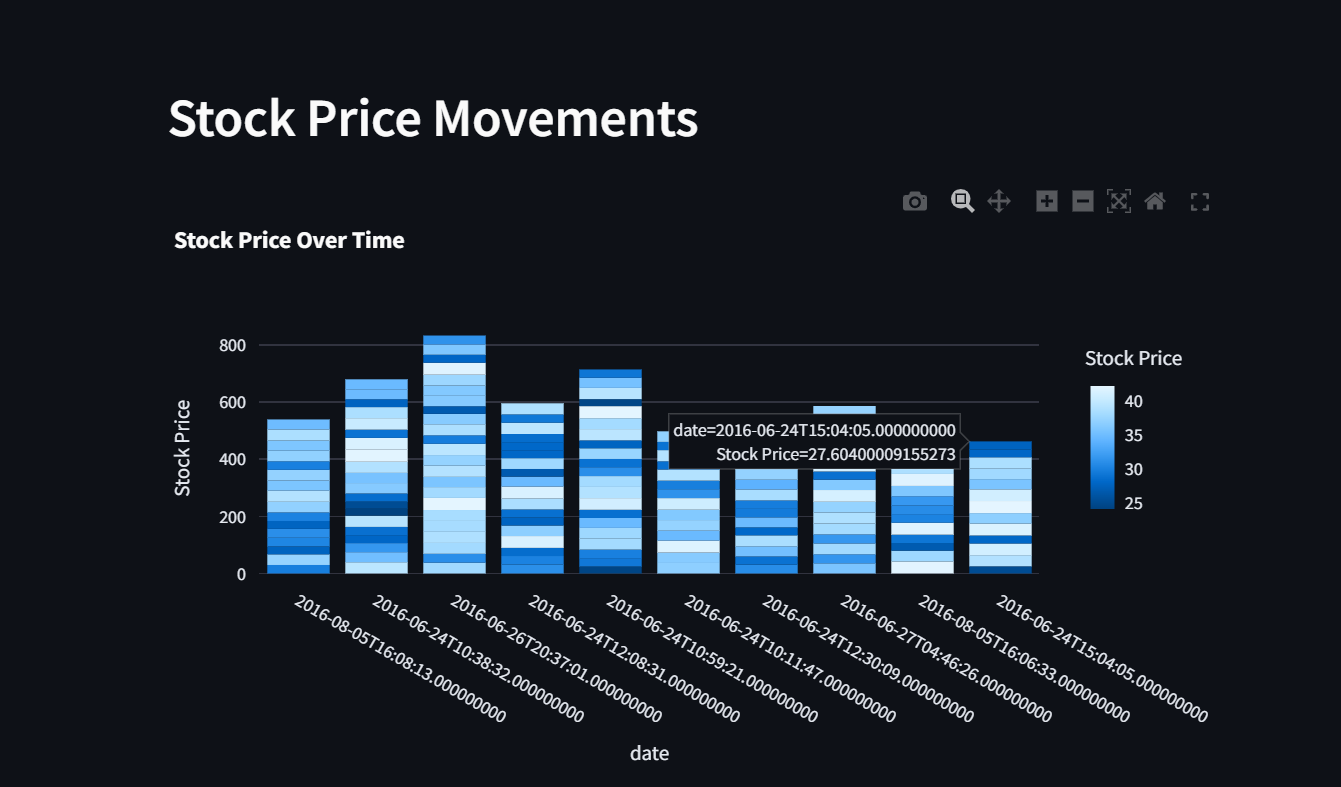 Stock Price Movements
Stock Price Over Time
Stock Price
800
600
400
200
0
date=2016-06-24T15:04:05.000000000
Stock Price=27.60400009155273
Stock Price
40
35
30
25
2016-08-05T16:08:13.000000000
2016-06-24T10:38:32.000000000
2016-06-26T20:37:01.000000000
2016-06-24T12:08:31.000000000
2016-06-24T10:59:21.000000000
2016-06-24T10:11:47.000000000
2016-06-24T12:30:09.000000000
2016-06-27T04:46:26.000000000
2016-08-05T16:06:33.000000000
2016-06-24T15:04:05.000000000
date